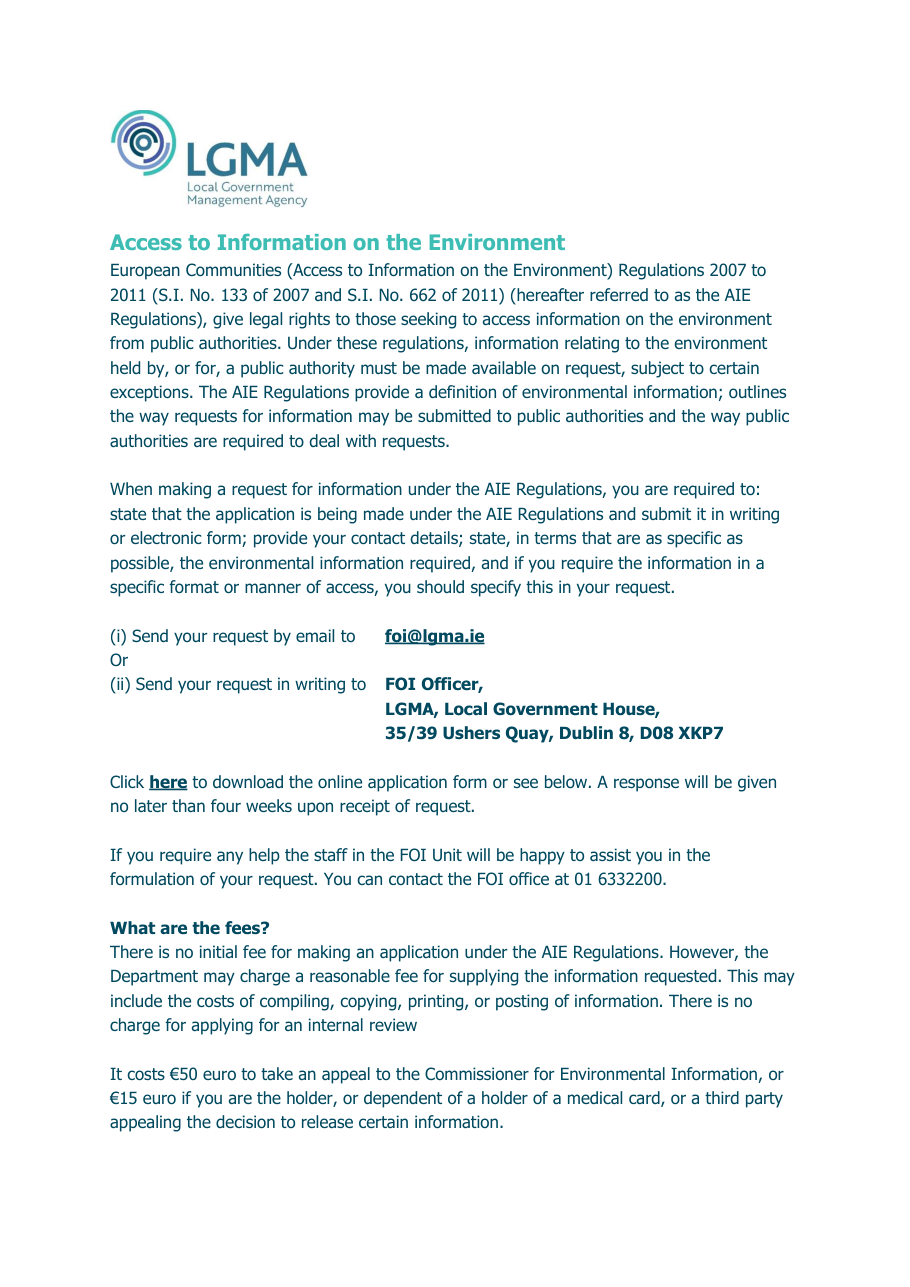 LGMA
Local Government
Management Agency
Access to Information on the Environment
European Communities (Access to Information on the Environment) Regulations 2007 to
2011 (S.I. No. 133 of 2007 and S.I. No. 662 of 2011) (hereafter referred to as the AIE
Regulations), give legal rights to those seeking to access information on the environment
from public authorities. Under these regulations, information relating to the environment
held by, or for, a public authority must be made available on request, subject to certain
exceptions. The AIE Regulations provide a definition of environmental information; outlines
the way requests for information may be submitted to public authorities and the way public
authorities are required to deal with requests.
When making a request for information under the AIE Regulations, you are required to:
state that the application is being made under the AIE Regulations and submit it in writing
or electronic form; provide your contact details; state, in terms that are as specific as
possible, the environmental information required, and if you require the information in a
specific format or manner of access, you should specify this in your request.
(i) Send your request by email to foi@lgma.ie
Or
(ii) Send your request in writing to FOI Officer,
LGMA, Local Government House,
35/39 Ushers Quay, Dublin 8, D08 XKP7
Click here to download the online application form or see below. A response will be given
no later than four weeks upon receipt of request.
If you require any help the staff in the FOI Unit will be happy to assist you in the
formulation of your request. You can contact the FOI office at 01 6332200.
What are the fees?
There is no initial fee for making an application under the AIE Regulations. However, the
Department may charge a reasonable fee for supplying the information requested. This may
include the costs of compiling, copying, printing, or posting of information. There is no
charge for applying for an internal review
It costs €50 euro to take an appeal to the Commissioner for Environmental Information, or
€15 euro if you are the holder, or dependent of a holder of a medical card, or a third party
appealing the decision to release certain information.